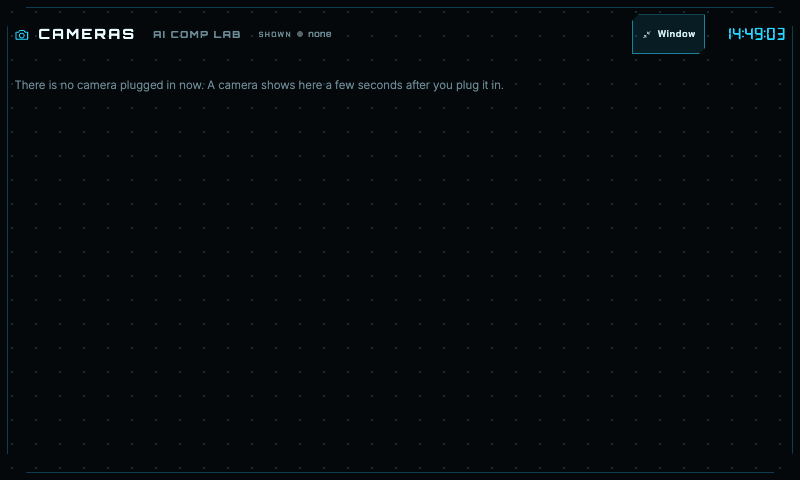 CAMERAS AI COMP LAB SHOWN none Window 14:49:03
There is no camera plugged in now. A camera shows here a few seconds after you plug it in.